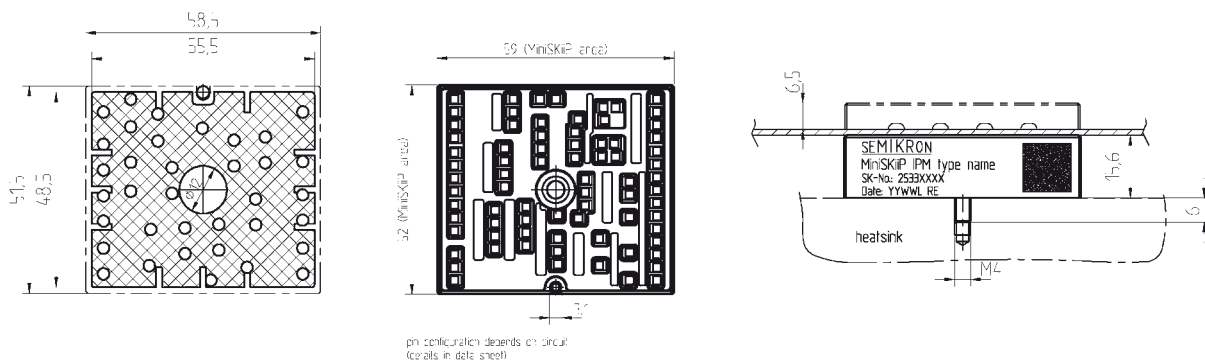 58,5
55,5
51,5
48,5
59 (MiniSKiiP area)
52 (MiniSKiiP area)
pin configuration depends on circuit
(details in data sheet)
6,5
SEMIKRON
MiniSKiiP IPM type name
SK-No.: 2533XXXX
Date: YYWWL RE
15,6
6
heatsink
M4